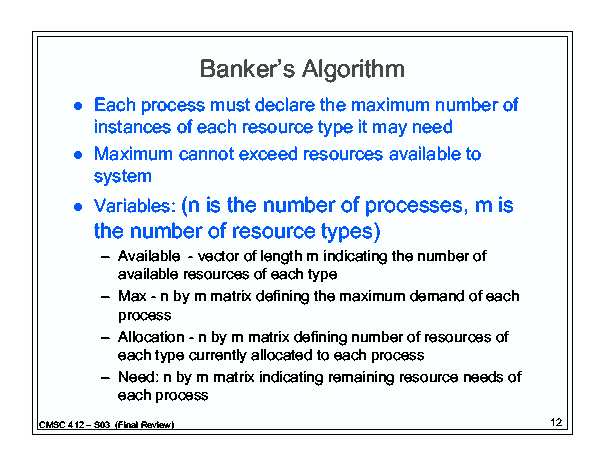 Banker's Algorithm
● Each process must declare the maximum number of
instances of each resource type it may need
● Maximum cannot exceed resources available to
system
● Variables: (n is the number of processes, m is
the number of resource types)
– Available - vector of length m indicating the number of
available resources of each type
– Max - n by m matrix defining the maximum demand of each
process
– Allocation - n by m matrix defining number of resources of
each type currently allocated to each process
– Need: n by m matrix indicating remaining resource needs of
each process
CMSC 412 – S03 (Final Review)
12